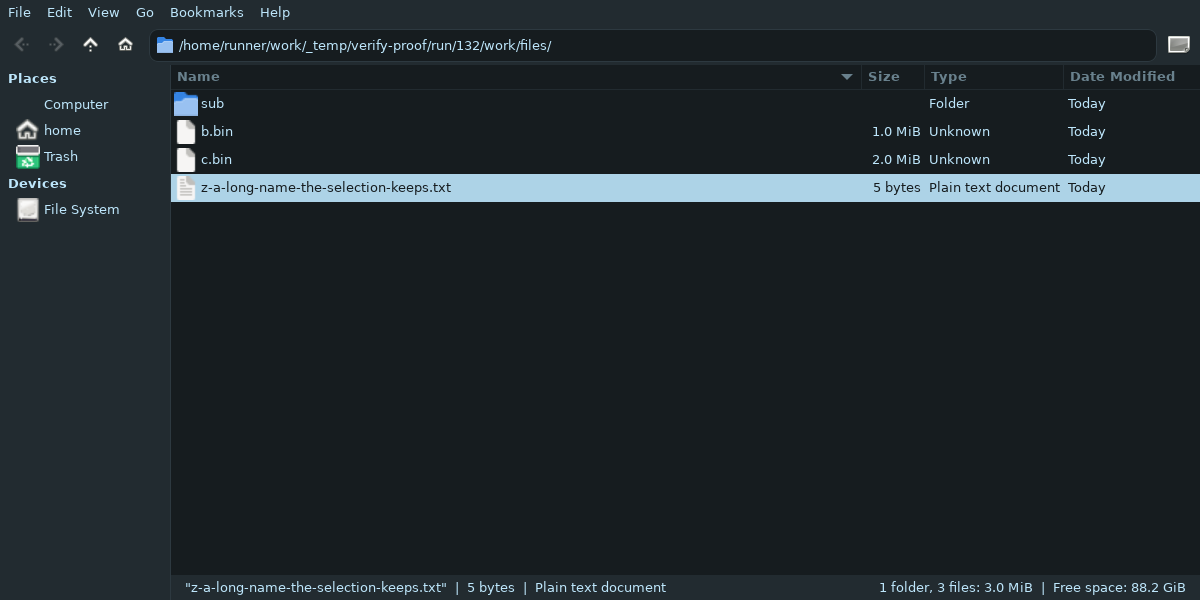 File Edit View Go Bookmarks Help
/home/runner/work/_temp/verify-proof/run/132/work/files/
Places
Computer
home
Trash
Devices
File System
Name Size Type Date Modified
sub Folder Today
b.bin 1.0 MiB Unknown Today
c.bin 2.0 MiB Unknown Today
z-a-long-name-the-selection-keeps.txt 5 bytes Plain text document Today
"z-a-long-name-the-selection-keeps.txt" | 5 bytes | Plain text document 1 folder, 3 files: 3.0 MiB | Free space: 88.2 GiB